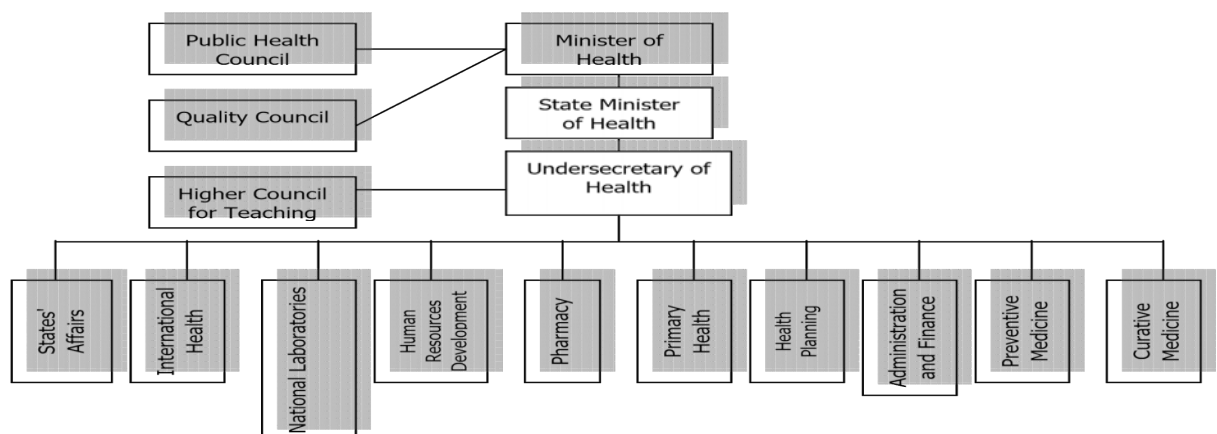 Public Health
Council
Minister of
Health
Quality Council
State Minister
of Health
Higher Council
for Teaching
Undersecretary of
Health
States'
Affairs
International
Health
National Laboratories
Human
Resources
Development
Pharmacy
Primary
Health
Health
Planning
Administration
and Finance
Preventive
Medicine
Curative
Medicine